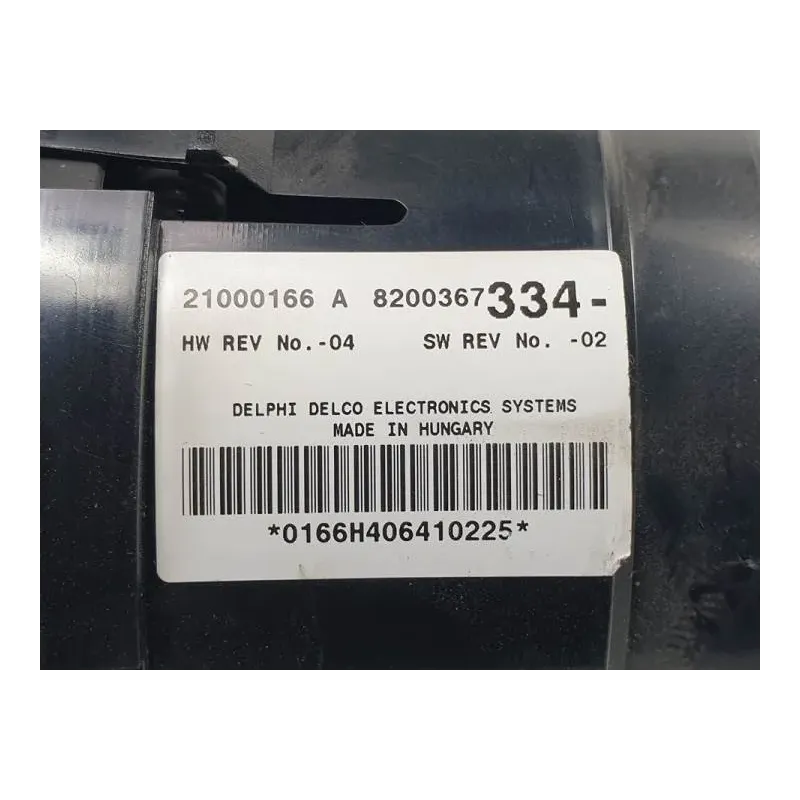 21000166 A 8200367334-
HW REV No.-04 SW REV No. -02
DELPHI DELCO ELECTRONICS SYSTEMS
MADE IN HUNGARY
*0166H406410225*